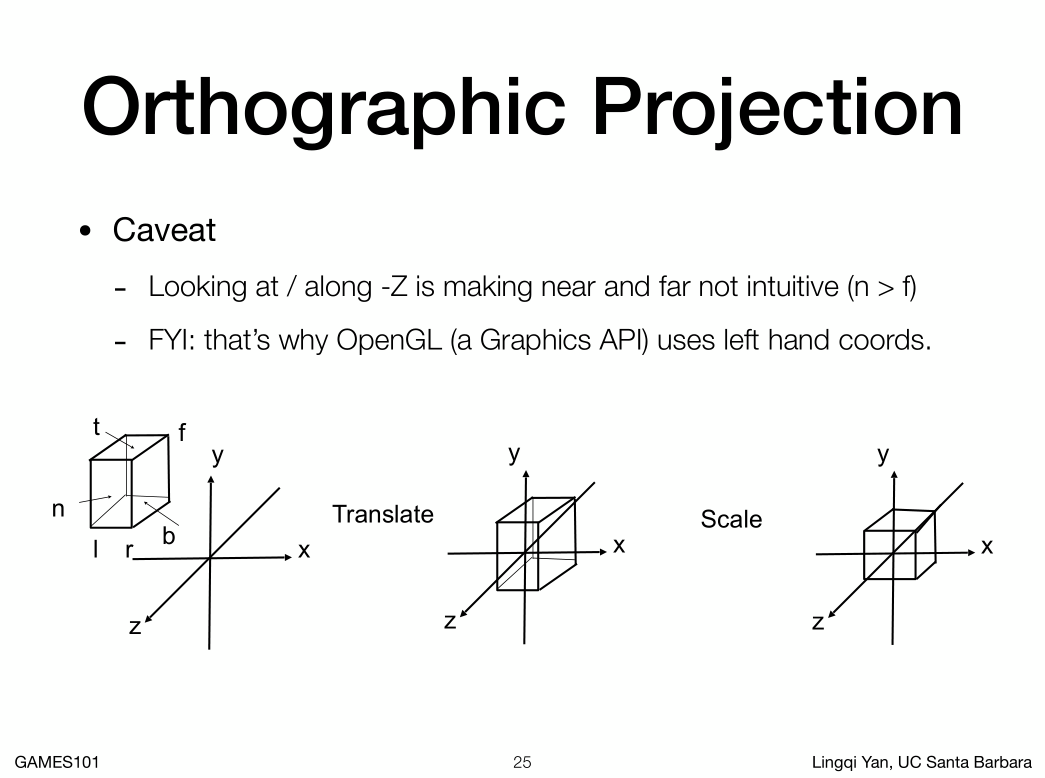 Orthographic Projection
• Caveat
- Looking at / along -Z is making near and far not intuitive (n > f)
- FYI: that’s why OpenGL (a Graphics API) uses left hand coords.
t
f
y
n
l
r
b
x
z
Translate
y
x
z
Scale
y
x
z
GAMES101
25
Lingqi Yan, UC Santa Barbara